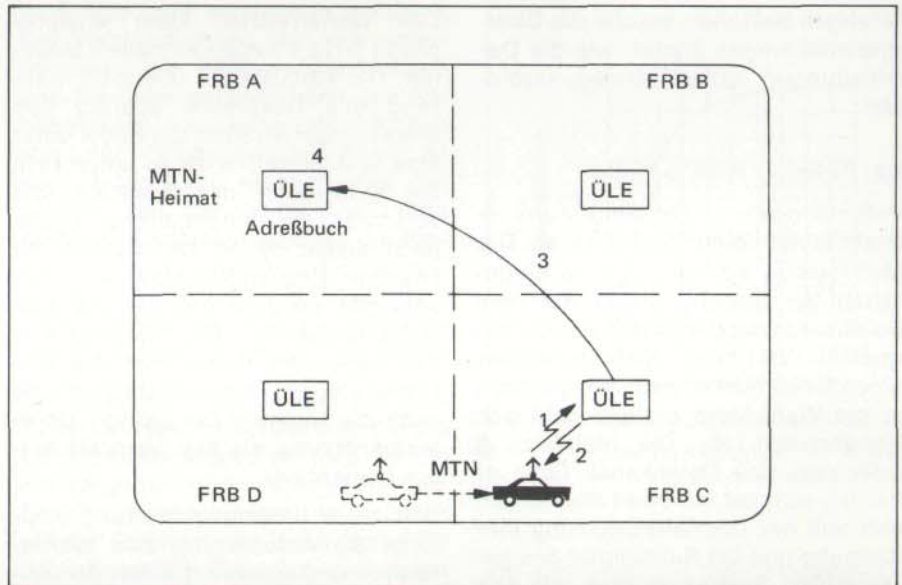 FRB A
FRB B
4
MTN-
Heimat
ÜLE
ÜLE
Adreßbuch
3
ÜLE
ÜLE
1
2
MTN
FRB D
FRB C